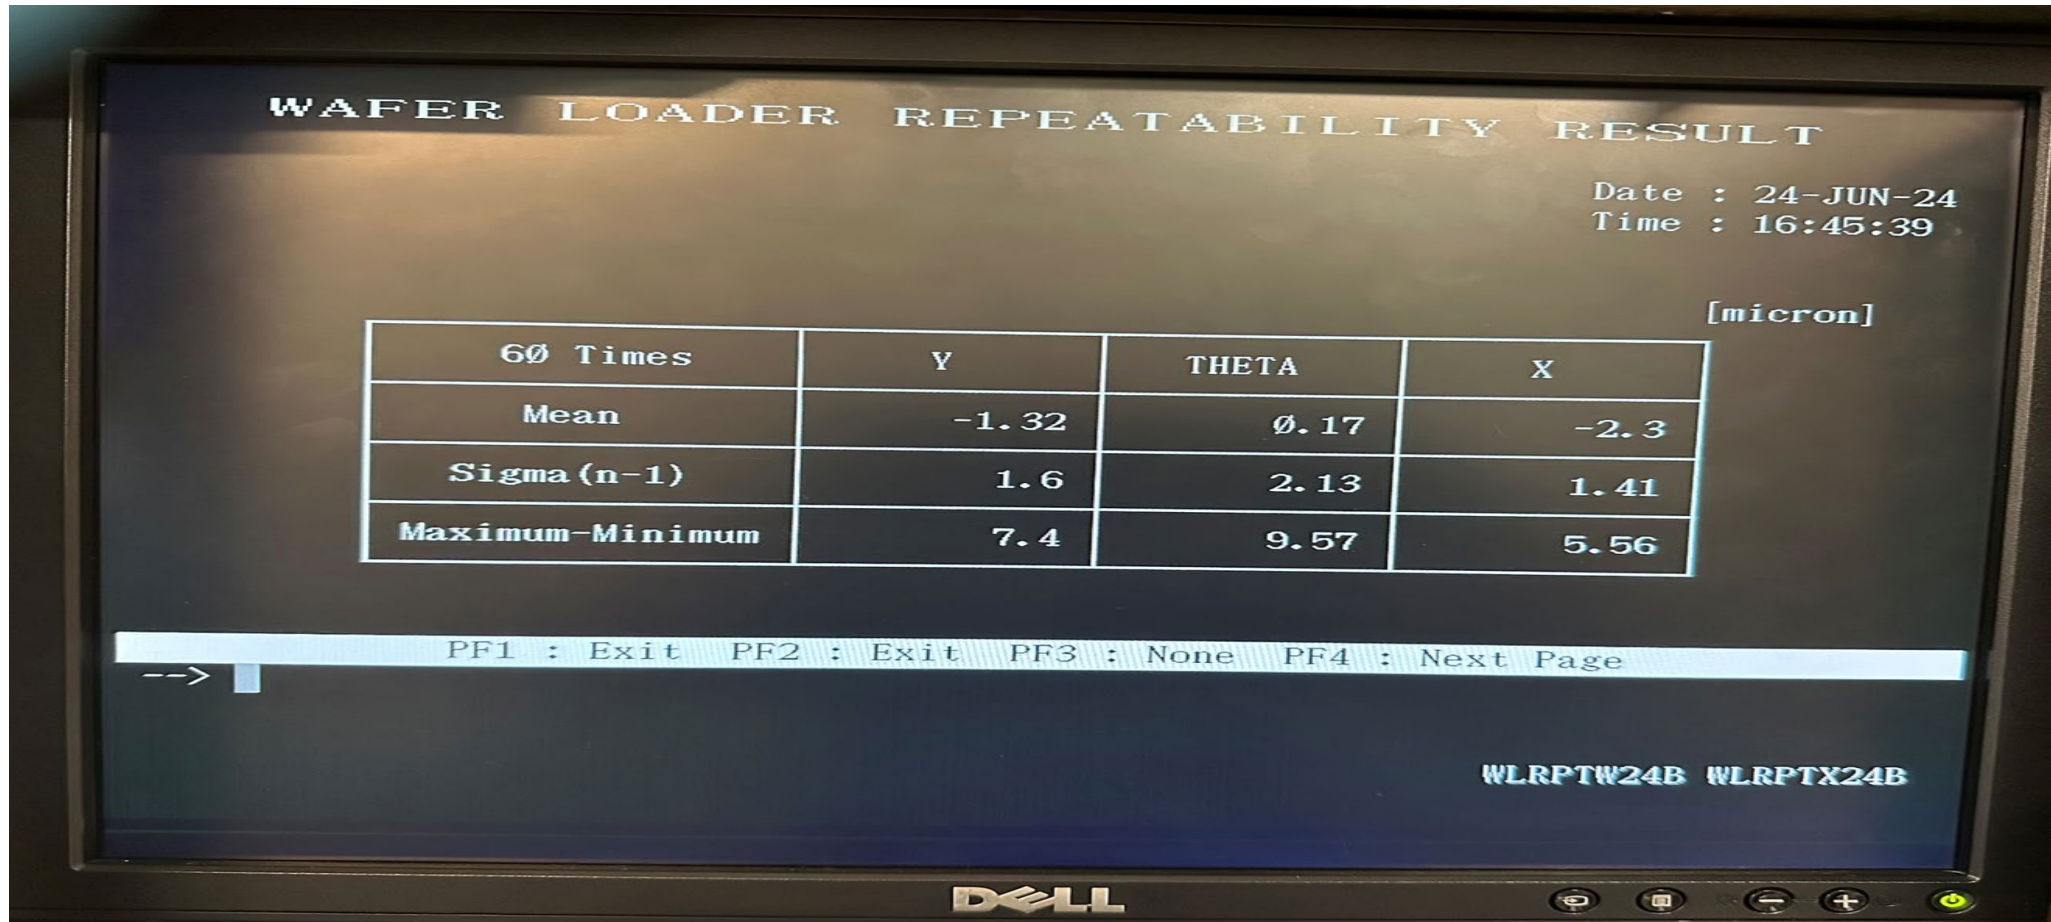 WAFER LOADER REPEATABILITY RESULT
Date : 24-JUN-24
Time : 16:45:39
[micron]
60 Times Y THETA X
Mean -1.32 0.17 -2.3
Sigma(n-1) 1.6 2.13 1.41
Maximum-Minimum 7.4 9.57 5.56
PF1 : Exit PF2 : Exit PF3 : None PF4 : Next Page
-->
WLRPTW24B WLRPTX24B
DELL